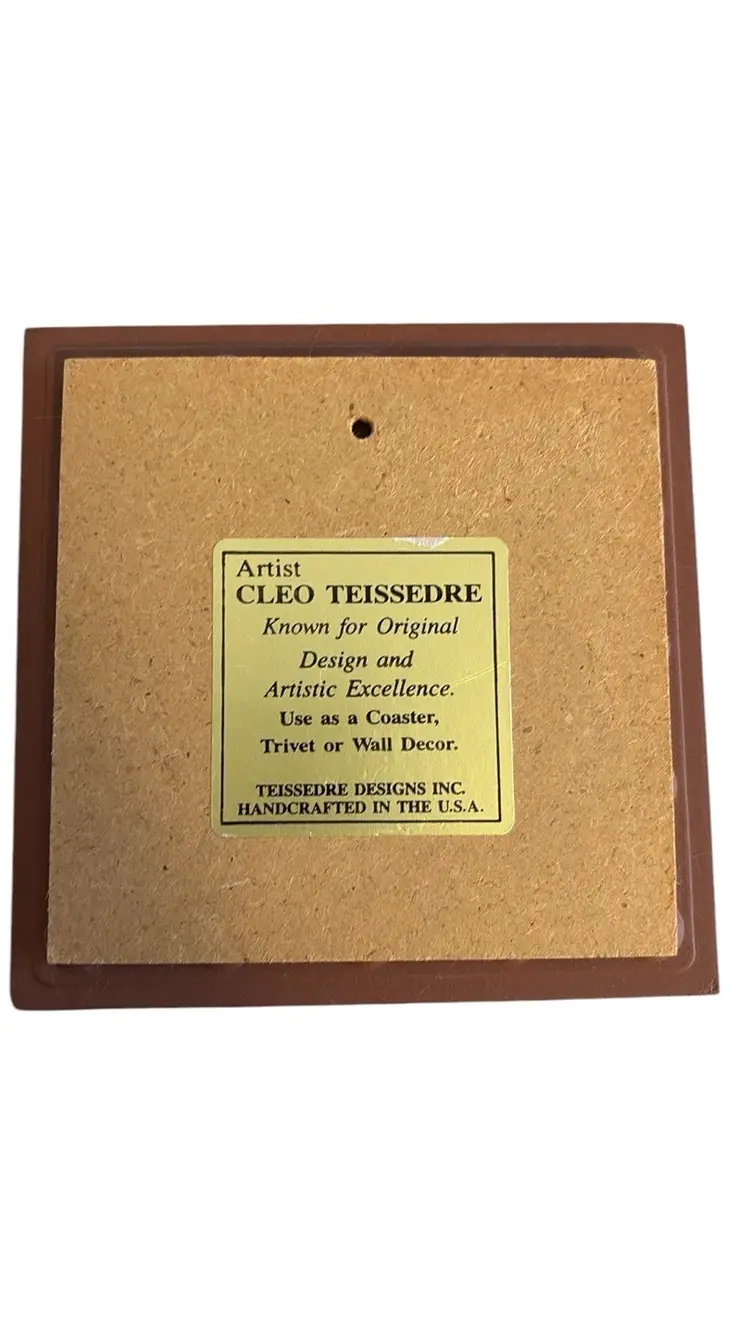 Artist
CLEO TEISSEDRE
Known for Original
Design and
Artistic Excellence.
Use as a Coaster,
Trivet or Wall Decor.
TEISSEDRE DESIGNS INC.
HANDCRAFTED IN THE U.S.A.